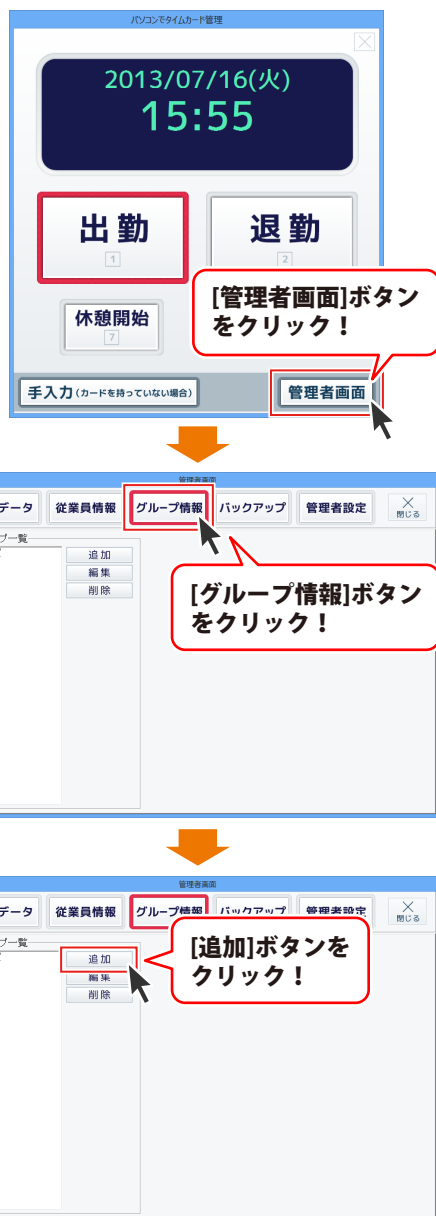 パソコンでタイムカード管理
2013/07/16(火)
15:55
出勤
1
退勤
2
休憩開始
7
[管理者画面]ボタン
をクリック！
手入力(カードを持っていない場合)
管理者画面
管理者画面
データ
従業員情報
グループ情報
バックアップ
管理者設定
閉じる
プ一覧
追加
編集
削除
[グループ情報]ボタン
をクリック！
管理者画面
データ
従業員情報
グループ情報
バックアップ
管理者設定
閉じる
プ一覧
追加
編集
削除
[追加]ボタンを
クリック！